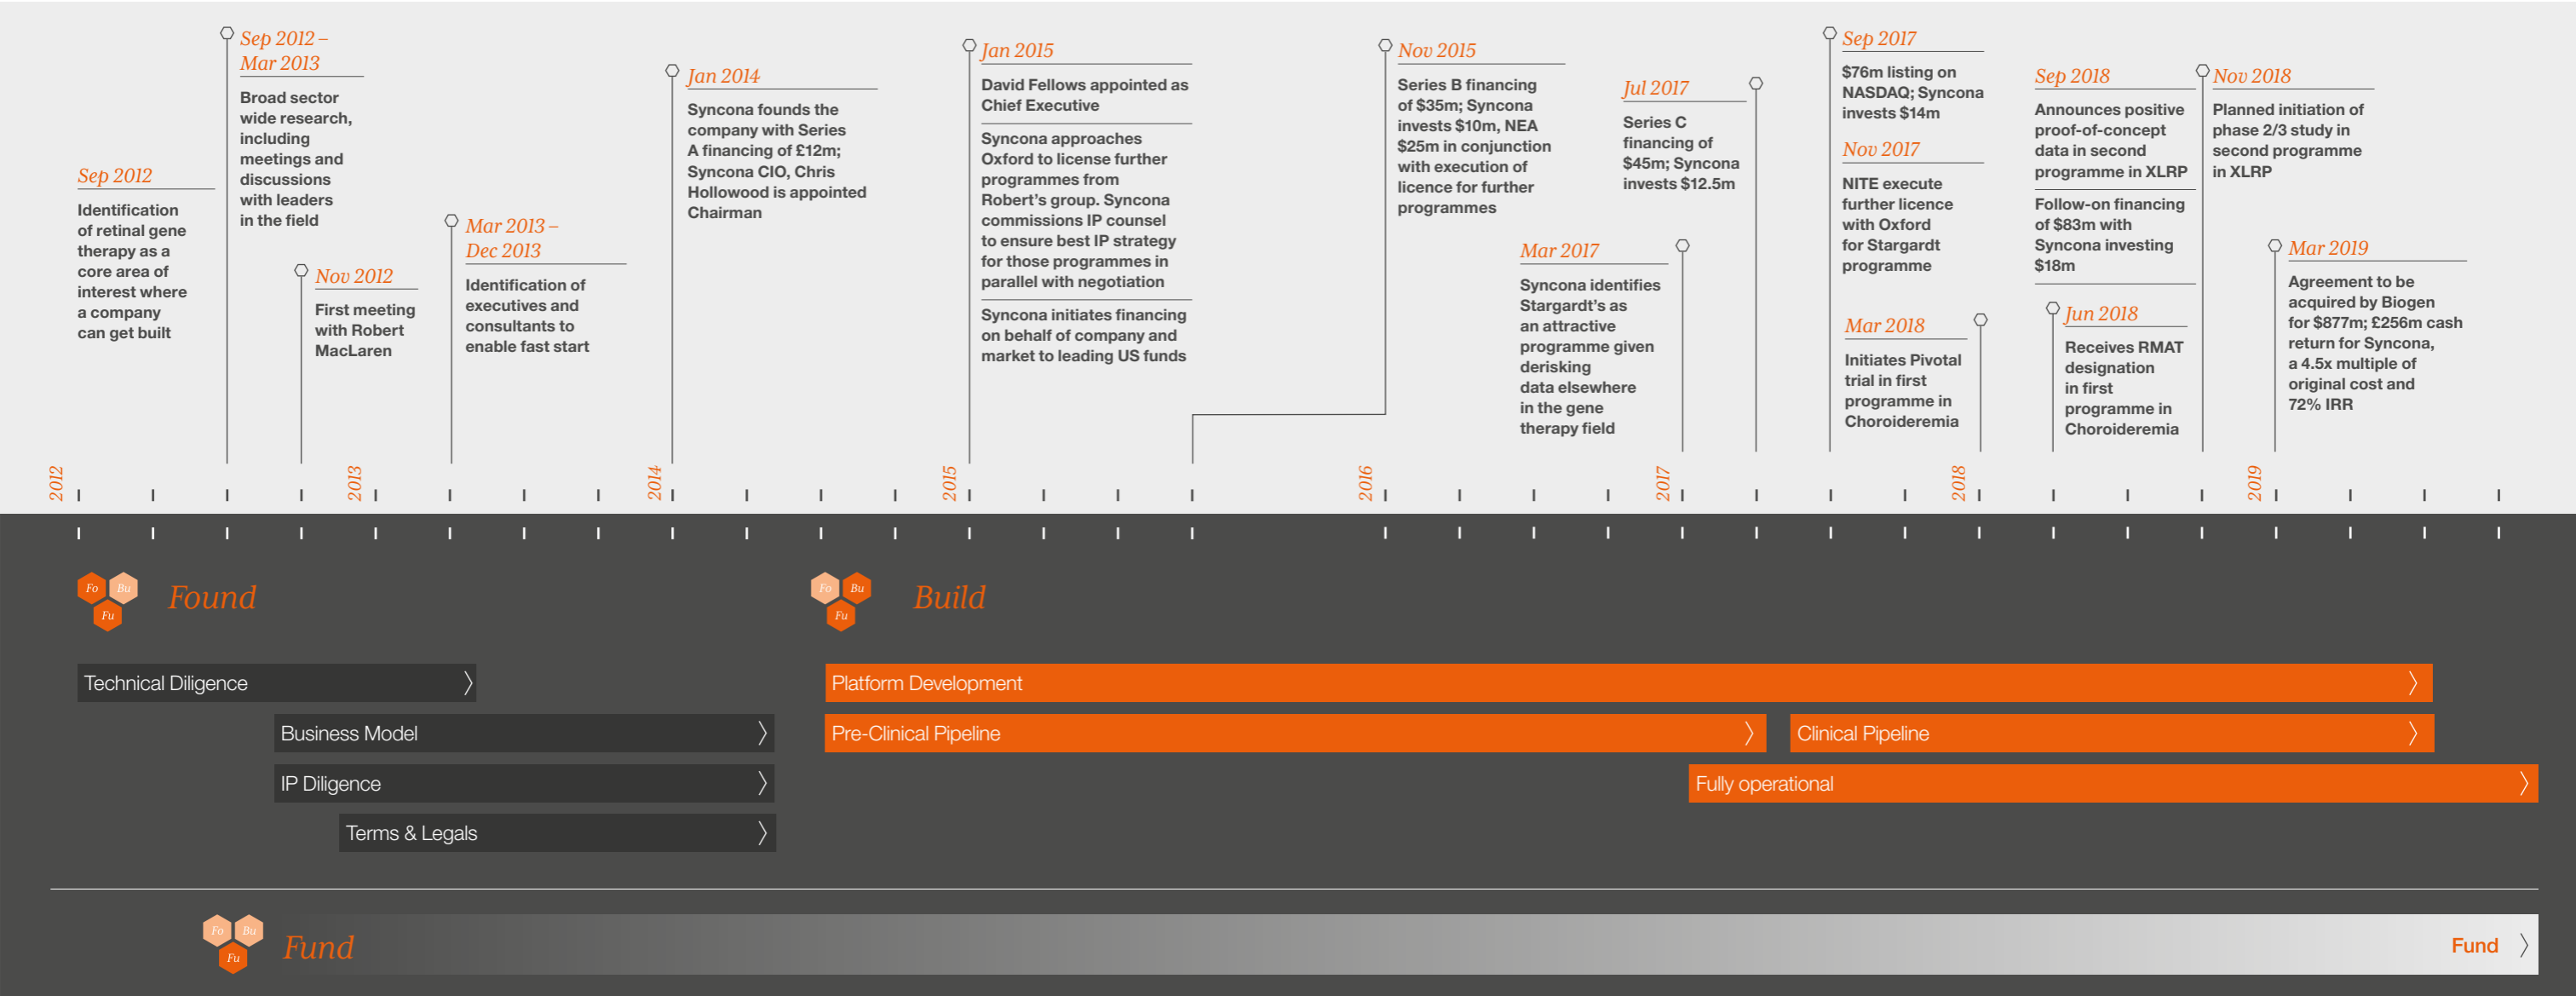 Sep 2012
Identification
of retinal gene
therapy as a
core area of
interest where
a company
can get built
Sep 2012 –
Mar 2013
Broad sector
wide research,
including
meetings and
discussions
with leaders
in the field
Nov 2012
First meeting
with Robert
MacLaren
Mar 2013 –
Dec 2013
Identification of
executives and
consultants to
enable fast start
Jan 2014
Syncona founds the
company with Series
A financing of £12m;
Syncona CIO, Chris
Hollowood is appointed
Chairman
Jan 2015
David Fellows appointed as
Chief Executive
Syncona approaches
Oxford to license further
programmes from
Robert’s group. Syncona
commissions IP counsel
to ensure best IP strategy
for those programmes in
parallel with negotiation
Syncona initiates financing
on behalf of company and
market to leading US funds
Nov 2015
Series B financing
of $35m; Syncona
invests $10m, NEA
$25m in conjunction
with execution of
licence for further
programmes
Mar 2017
Syncona identifies
Stargardt’s as
an attractive
programme given
derisking
data elsewhere
in the gene
therapy field
Jul 2017
Series C
financing of
$45m; Syncona
invests $12.5m
Sep 2017
$76m listing on
NASDAQ; Syncona
invests $14m
Nov 2017
NITE execute
further licence
with Oxford
for Stargardt
programme
Mar 2018
Initiates Pivotal
trial in first
programme in
Choroideremia
Sep 2018
Announces positive
proof-of-concept
data in second
programme in XLRP
Follow-on financing
of $83m with
Syncona investing
$18m
Jun 2018
Receives RMAT
designation
in first
programme in
Choroideremia
Nov 2018
Planned initiation of
phase 2/3 study in
second programme
in XLRP
Mar 2019
Agreement to be
acquired by Biogen
for $877m; £256m cash
return for Syncona,
a 4.5x multiple of
original cost and
72% IRR
2012
2013
2014
2015
2016
2017
2018
2019
Fo Bu
Fu
Found
Fo Bu
Fu
Build
Technical Diligence
Platform Development
Business Model
Pre-Clinical Pipeline
Clinical Pipeline
IP Diligence
Fully operational
Terms & Legals
Fo Bu
Fu
Fund
Fund